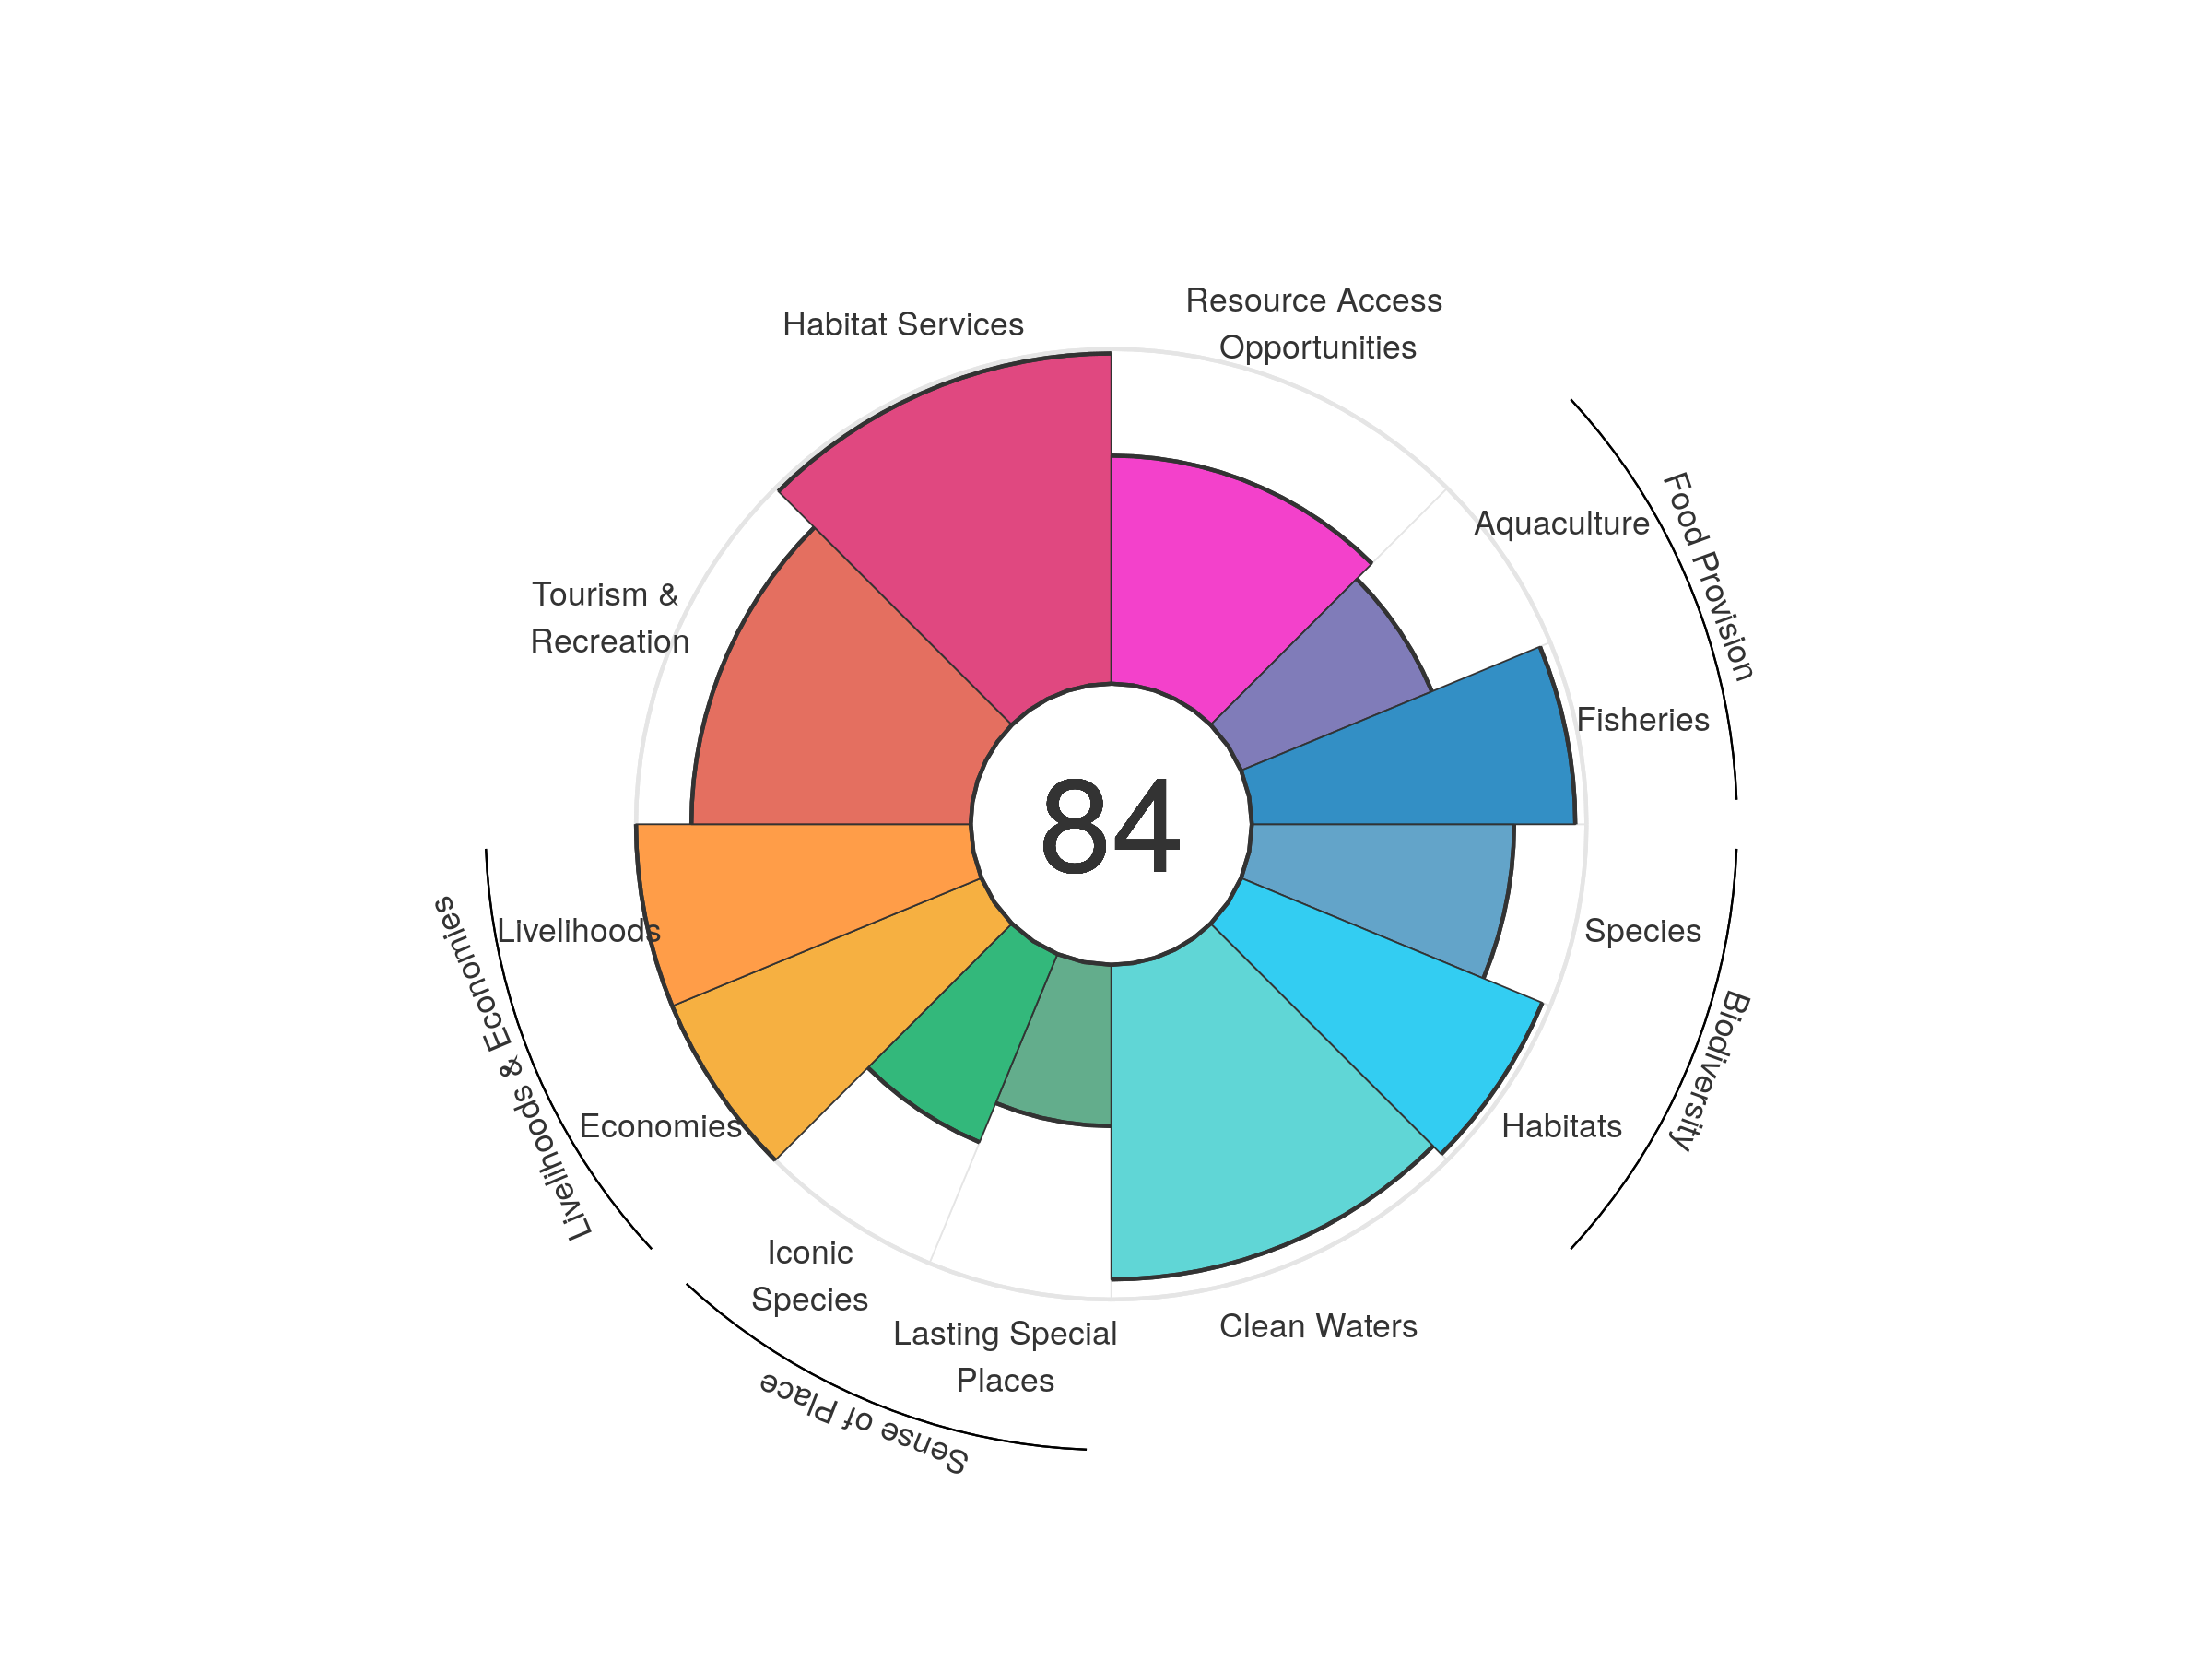 Resource Access
Opportunities
Habitat Services
Aquaculture
Food Provision
Tourism &
Recreation
Fisheries
84
Livelihoods
Species
Livelihoods & Economies
Biodiversity
Economies
Habitats
Iconic
Species
Lasting Special
Places
Clean Waters
Sense of Place